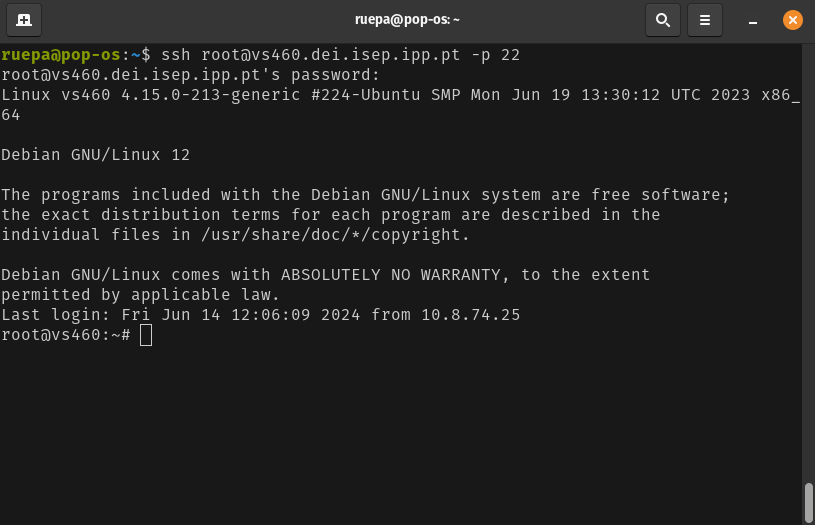 ruepa@pop-os: ~
ruepa@pop-os:~$ ssh root@vs460.dei.isep.ipp.pt -p 22
root@vs460.dei.isep.ipp.pt's password:
Linux vs460 4.15.0-213-generic #224-Ubuntu SMP Mon Jun 19 13:30:12 UTC 2023 x86_
64
Debian GNU/Linux 12
The programs included with the Debian GNU/Linux system are free software;
the exact distribution terms for each program are described in the
individual files in /usr/share/doc/*/copyright.
Debian GNU/Linux comes with ABSOLUTELY NO WARRANTY, to the extent
permitted by applicable law.
Last login: Fri Jun 14 12:06:09 2024 from 10.8.74.25
root@vs460:~#